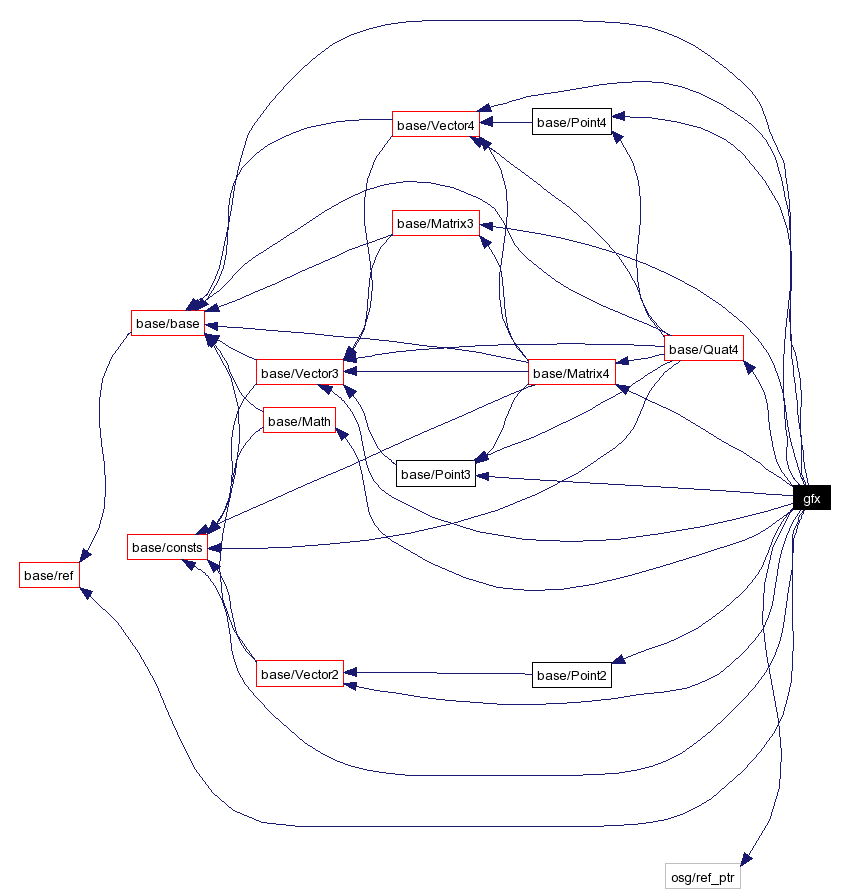 base/Vector4
base/Point4
base/Matrix3
base/base
base/Quat4
base/Vector3
base/Matrix4
base/Math
base/Point3
gfx
base/consts
base/ref
base/Vector2
base/Point2
osg/ref_ptr